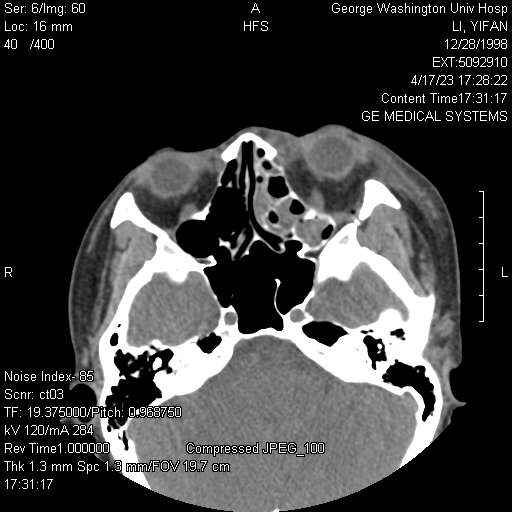 Ser: 6/Img: 60
Loc: 16 mm
40 /400
A
HFS
George Washington Univ Hosp
LI, YIFAN
12/28/1998
EXT:5092910
4/17/23 17:28:22
Content Time17:31:17
GE MEDICAL SYSTEMS
R
L
Noise Index- 85
Scnr: ct03
TF: 19.375000/Pitch: 0.968750
kV 120/mA 284
Rev Time1.000000
Compressed JPEG_100
Thk 1.3 mm Spc 1.3 mm/FOV 19.7 cm
17:31:17